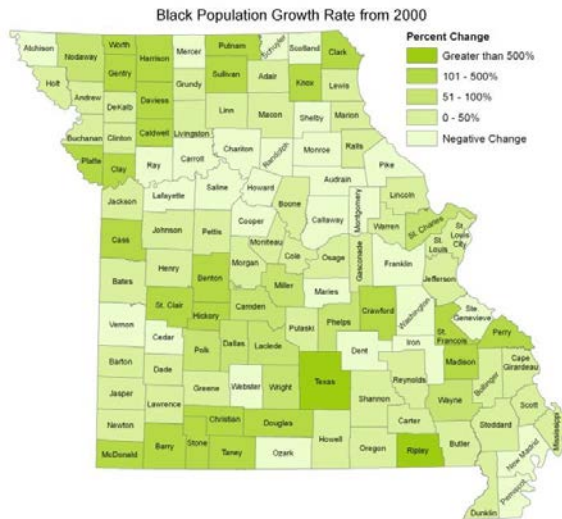 Black Population Growth Rate from 2000
Percent Change
Greater than 500%
101 - 500%
51 - 100%
0 - 50%
Negative Change
Atchison
Nodaway
Worth
Harrison
Mercer
Putnam
Schuyler
Scotland
Clark
Gentry
Sullivan
Adair
Knox
Lewis
Holt
Andrew
DeKalb
Daviess
Grundy
Linn
Macon
Shelby
Marion
Buchanan
Clinton
Caldwell
Livingston
Chariton
Randolph
Monroe
Ralls
Platte
Clay
Ray
Carroll
Pike
Audrain
Jackson
Lafayette
Saline
Howard
Boone
Callaway
Montgomery
Lincoln
Warren
St. Charles
St. Louis
St. Louis City
Cass
Johnson
Pettis
Cooper
Moniteau
Cole
Osage
Gasconade
Franklin
Jefferson
Bates
Henry
Benton
Morgan
Miller
Maries
Washington
Ste. Genevieve
St. Clair
Hickory
Camden
Crawford
St. Francois
Perry
Vernon
Cedar
Polk
Dallas
Laclede
Pulaski
Phelps
Dent
Iron
Madison
Cape Girardeau
Barton
Dade
Greene
Webster
Wright
Texas
Reynolds
Wayne
Bollinger
Jasper
Lawrence
Shannon
Carter
Scott
Mississippi
Newton
Christian
Douglas
Howell
Oregon
Ripley
Butler
Stoddard
New Madrid
McDonald
Barry
Stone
Taney
Ozark
Dunklin
Pemiscot